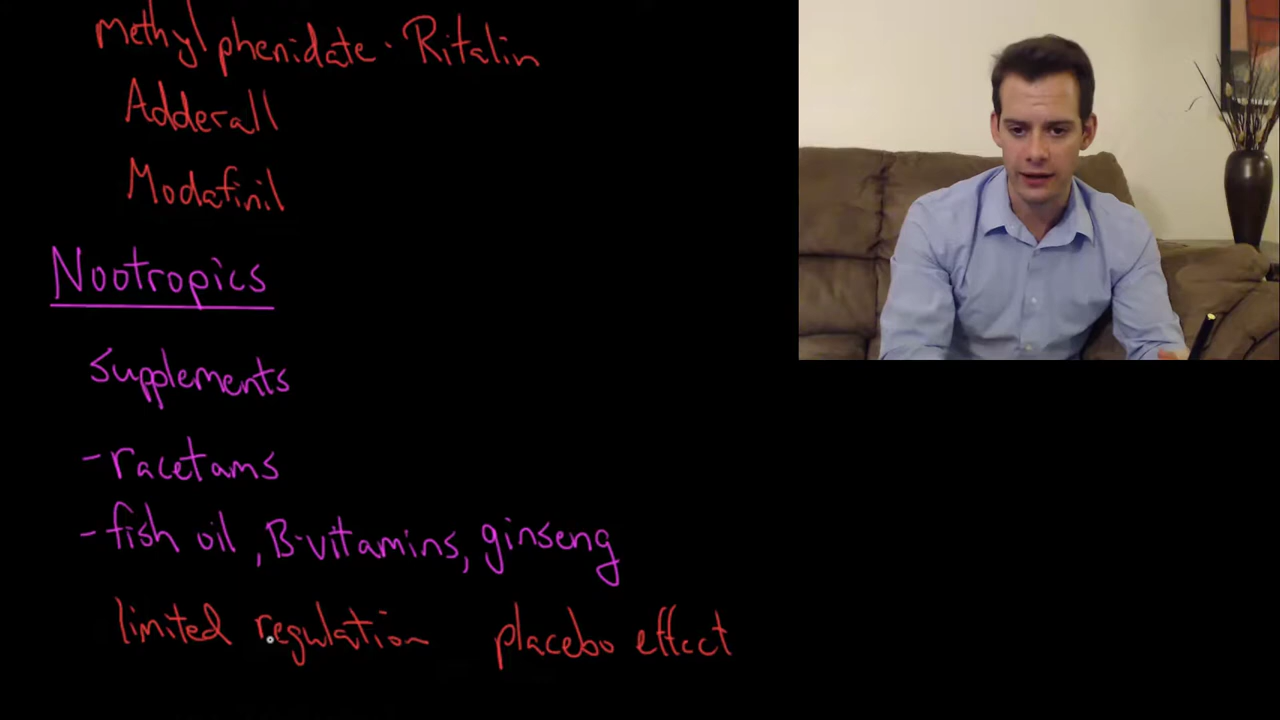 methylphenidate · Ritalin
Adderall
Modafinil
Nootropics
supplements
- racetams
- fish oil, B-vitamins, ginseng
limited regulation placebo effect